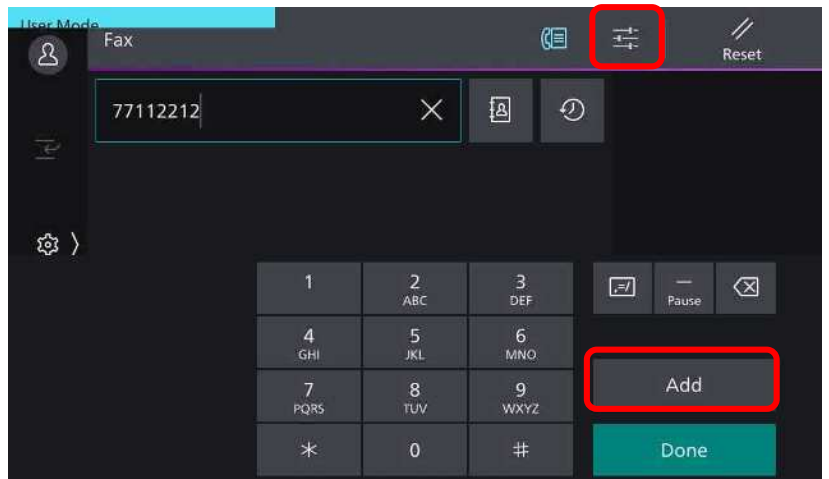 User Mode
Fax
Reset
77112212
1
2
ABC
3
DEF
,=/
Pause
4
GHI
5
JKL
6
MNO
7
PQRS
8
TUV
9
WXYZ
Add
*
0
#
Done